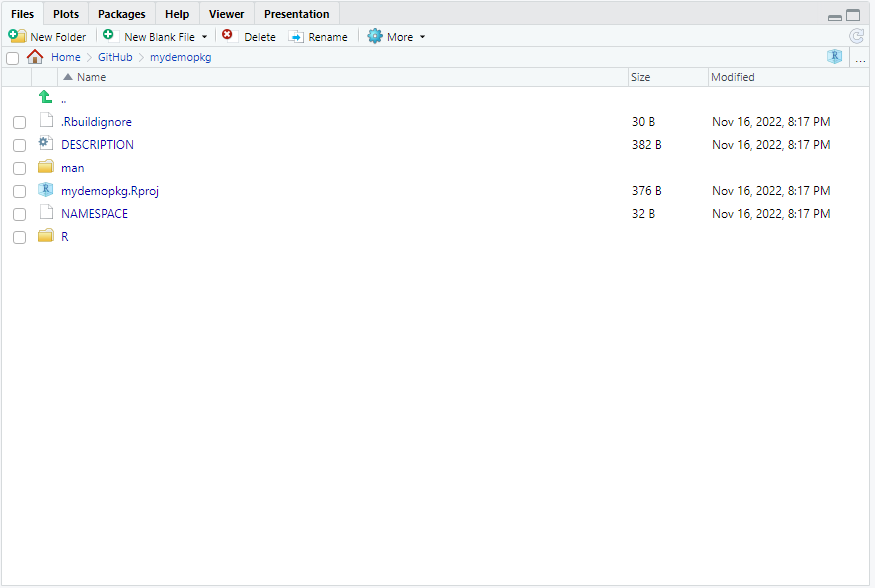 Files Plots Packages Help Viewer Presentation
New Folder New Blank File Delete Rename More
Home GitHub mydemopkg R ...
Name Size Modified
..
.Rbuildignore 30 B Nov 16, 2022, 8:17 PM
DESCRIPTION 382 B Nov 16, 2022, 8:17 PM
man
R mydemopkg.Rproj 376 B Nov 16, 2022, 8:17 PM
NAMESPACE 32 B Nov 16, 2022, 8:17 PM
R